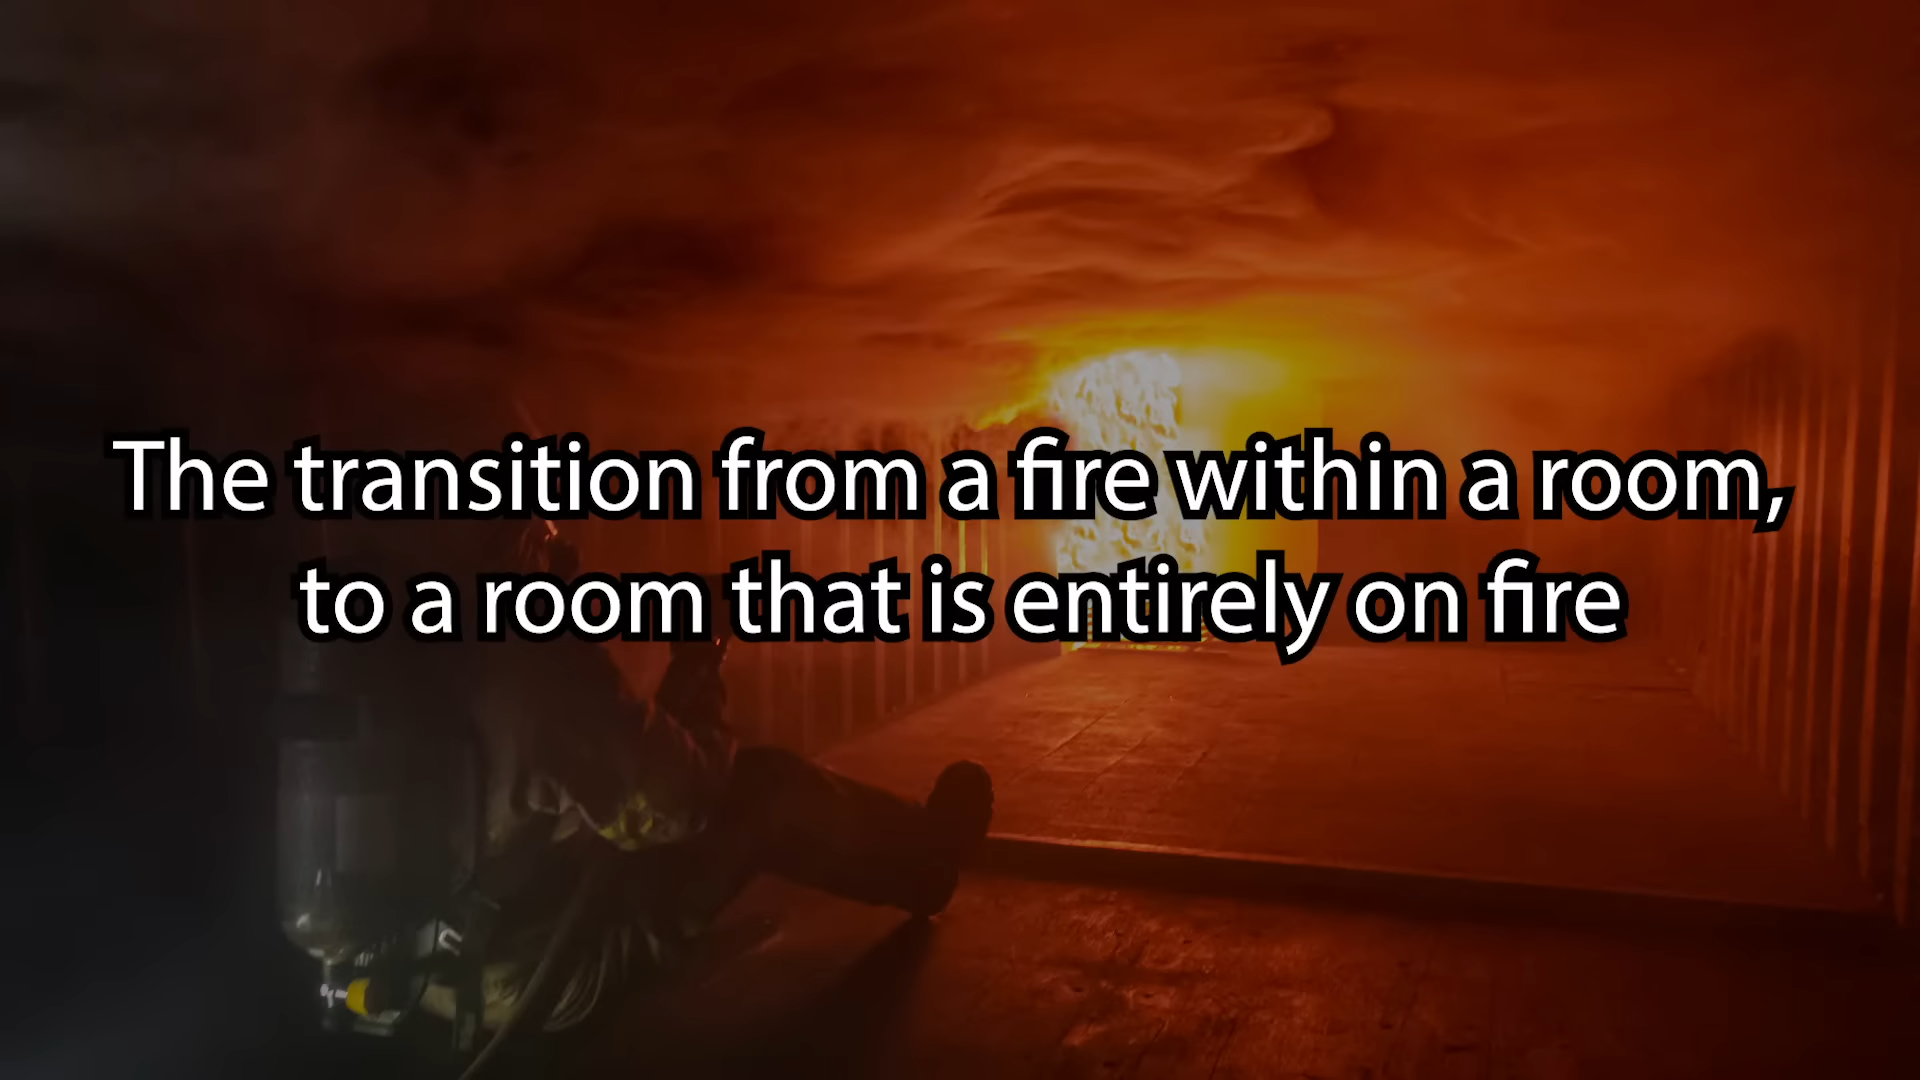 The transition from a fire within a room,
to a room that is entirely on fire